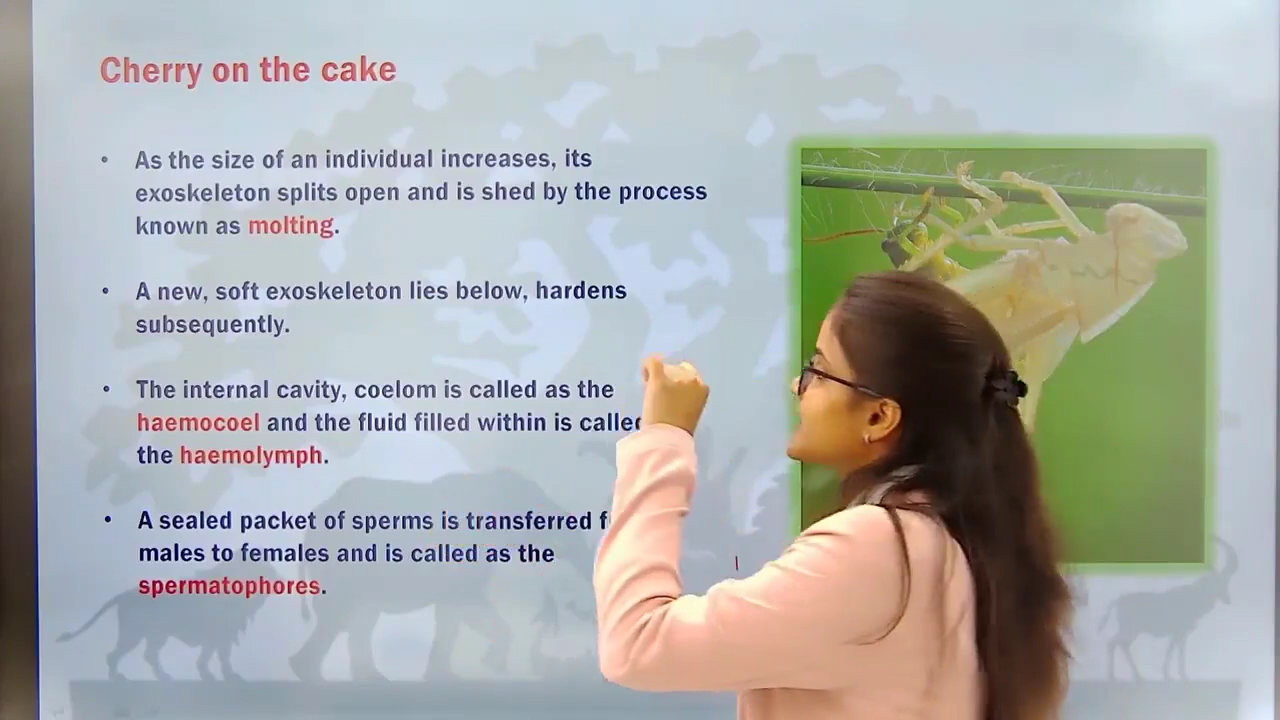 Cherry on the cake
• As the size of an individual increases, its
exoskeleton splits open and is shed by the process
known as molting.
• A new, soft exoskeleton lies below, hardens
subsequently.
• The internal cavity, coelom is called as the
haemocoel and the fluid filled within is calle
the haemolymph.
• A sealed packet of sperms is transferred f
males to females and is called as the
spermatophores.